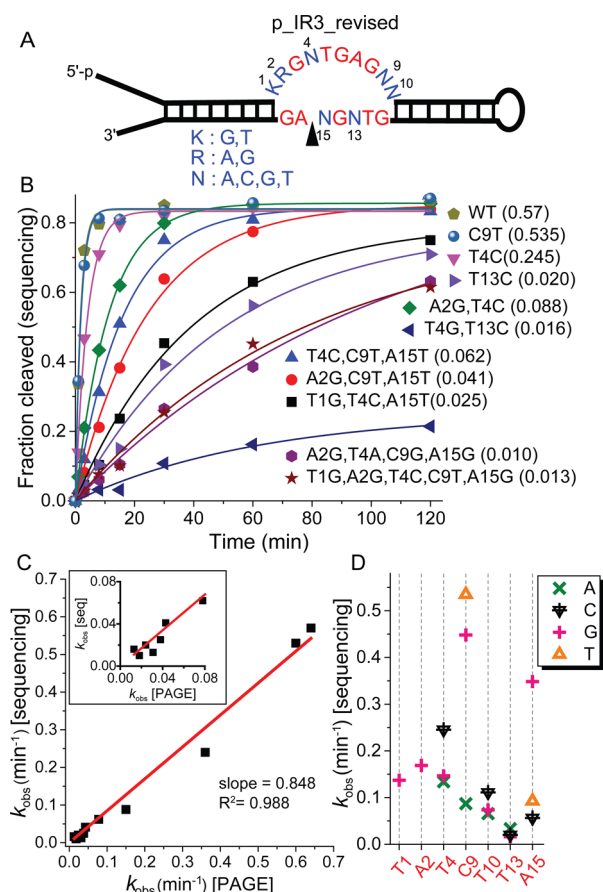 A
p_IR3_revised
5'-p
3'
1 2 4 9 10
KRGNTGAGNN
GA NGNTG
15 13
K : G,T
R : A,G
N : A,C,G,T
B
Fraction cleaved (sequencing)
0.8
0.6
0.4
0.2
0.0
0 20 40 60 80 100 120
Time (min)
WT (0.57)
C9T (0.535)
T4C(0.245)
T13C (0.020)
A2G,T4C (0.088)
T4G,T13C (0.016)
T4C,C9T,A15T (0.062)
A2G,C9T,A15T (0.041)
T1G,T4C,A15T (0.025)
A2G,T4A,C9G,A15G (0.010)
T1G,A2G,T4C,C9T,A15G (0.013)
C
kobs (min-1) [sequencing]
0.7
0.6
0.5
0.4
0.3
0.2
0.1
0.0
0.0 0.1 0.2 0.3 0.4 0.5 0.6 0.7
kobs (min-1) [PAGE]
kobs [seq]
0.08
0.04
0.00
0.00 0.04 0.08
kobs [PAGE]
slope = 0.848
R2= 0.988
D
kobs (min-1) [sequencing]
0.5
0.4
0.3
0.2
0.1
0.0
T1 A2 T4 C9 T10 T13 A15
A
C
G
T